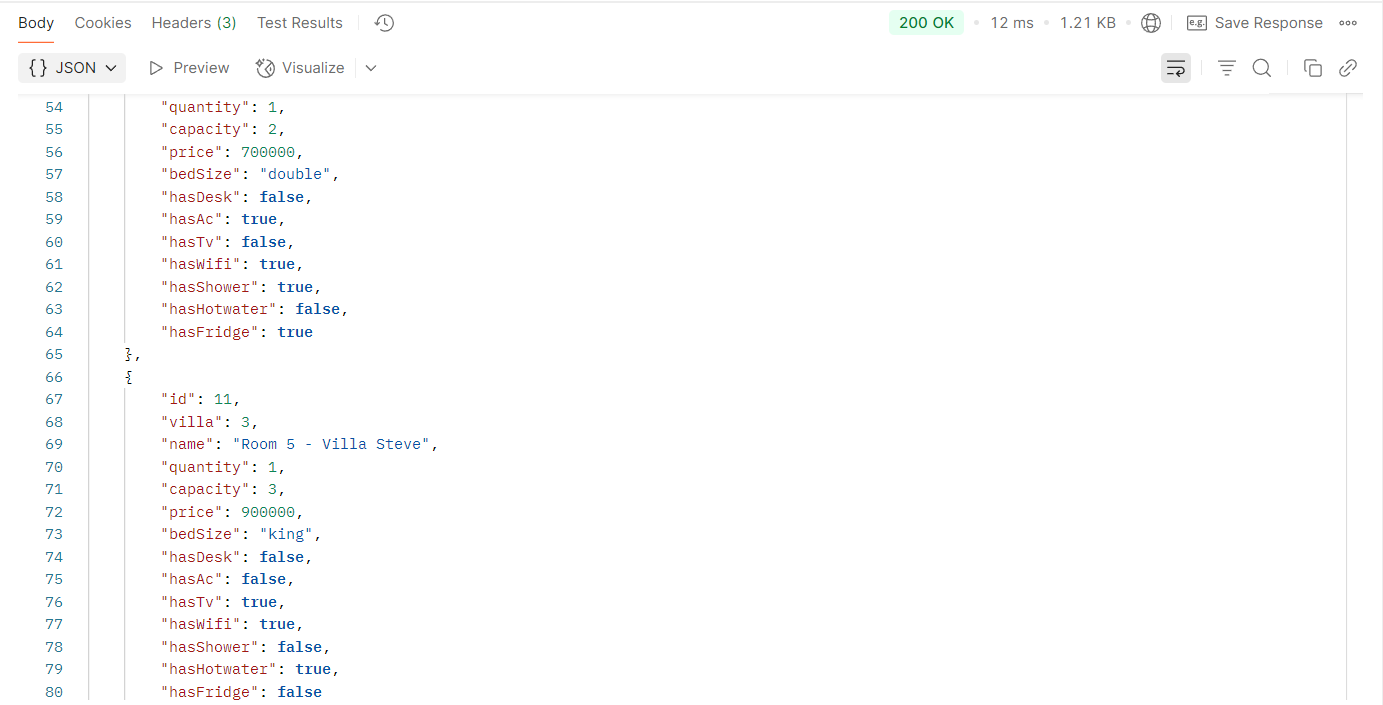 Body Cookies Headers (3) Test Results 200 OK • 12 ms • 1.21 KB • e.g. Save Response
{} JSON Preview Visualize
54 "quantity": 1,
55 "capacity": 2,
56 "price": 700000,
57 "bedSize": "double",
58 "hasDesk": false,
59 "hasAc": true,
60 "hasTv": false,
61 "hasWifi": true,
62 "hasShower": true,
63 "hasHotwater": false,
64 "hasFridge": true
65 },
66 {
67 "id": 11,
68 "villa": 3,
69 "name": "Room 5 - Villa Steve",
70 "quantity": 1,
71 "capacity": 3,
72 "price": 900000,
73 "bedSize": "king",
74 "hasDesk": false,
75 "hasAc": false,
76 "hasTv": true,
77 "hasWifi": true,
78 "hasShower": false,
79 "hasHotwater": true,
80 "hasFridge": false